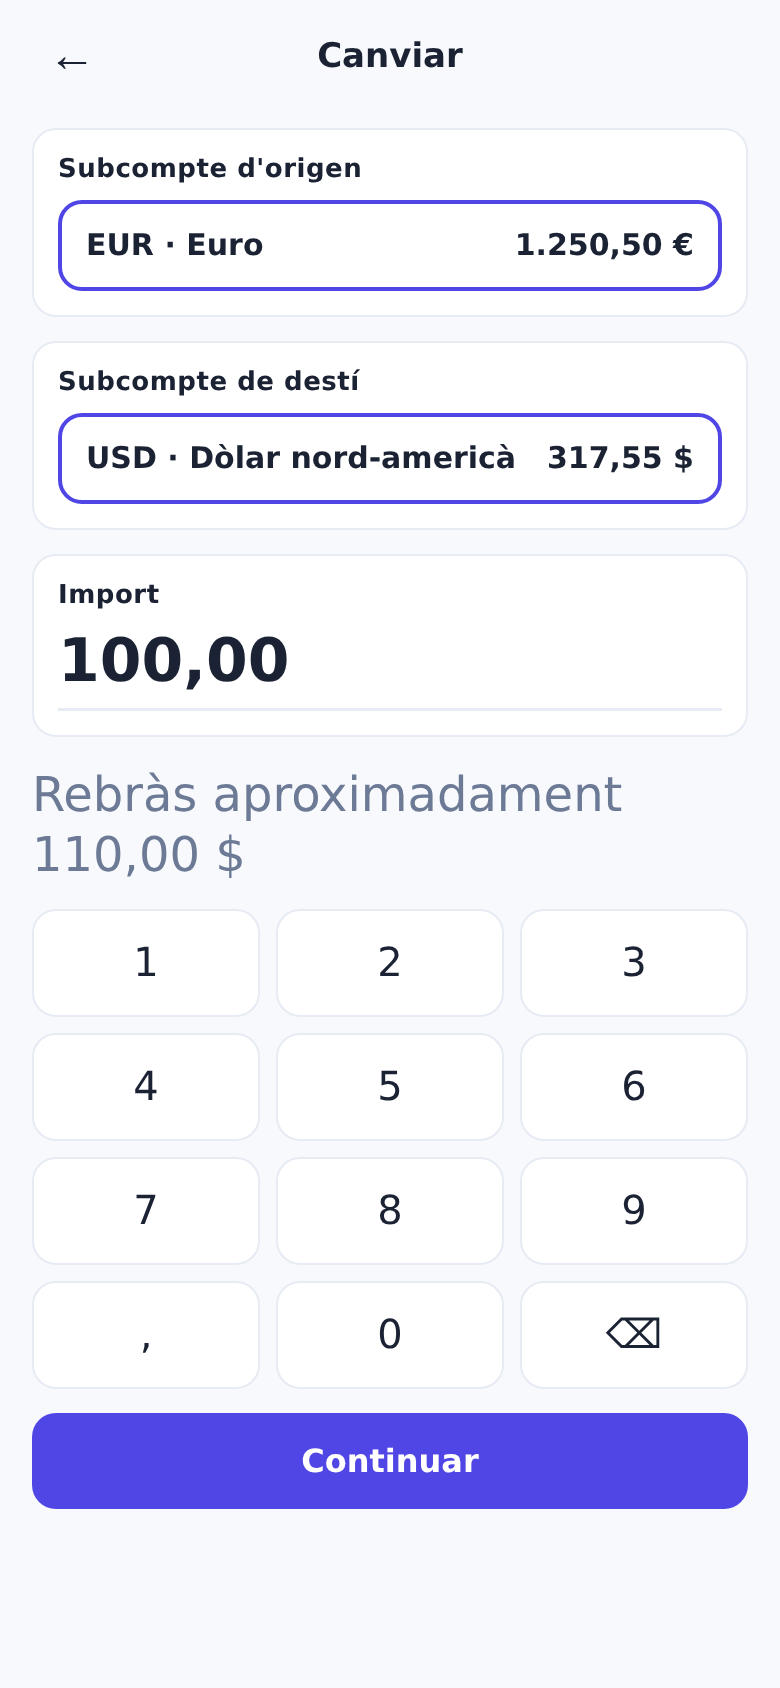 ←
Canviar
Subcompte d'origen
EUR · Euro 1.250,50 €
Subcompte de destí
USD · Dòlar nord-americà 317,55 $
Import
100,00
Rebràs aproximadament
110,00 $
1 2 3
4 5 6
7 8 9
, 0 ⌫
Continuar